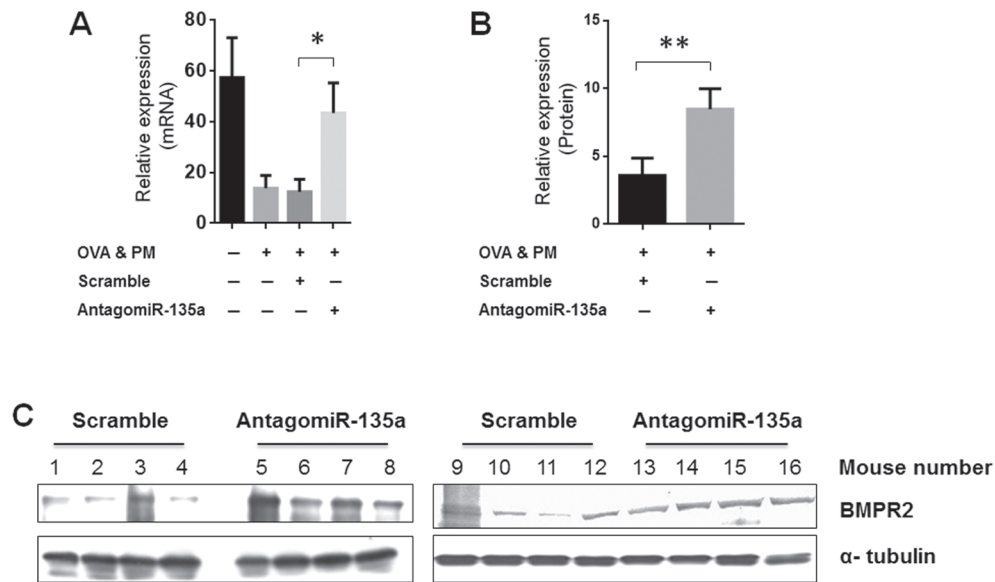 A
Relative expression
(mRNA)
80
60
40
20
0
*
OVA & PM – + + +
Scramble – – + –
AntagomiR-135a – – – +
B
Relative expression
(Protein)
15
10
5
0
**
OVA & PM + +
Scramble + –
AntagomiR-135a – +
C
Scramble AntagomiR-135a Scramble AntagomiR-135a
1 2 3 4 5 6 7 8 9 10 11 12 13 14 15 16 Mouse number
BMPR2
α- tubulin